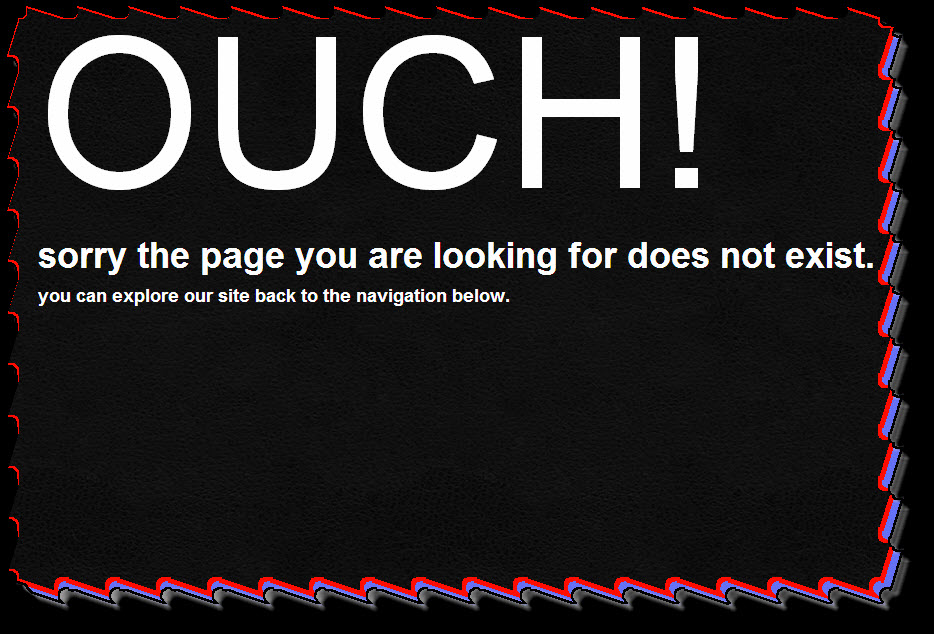 OUCH!
sorry the page you are looking for does not exist.
you can explore our site back to the navigation below.